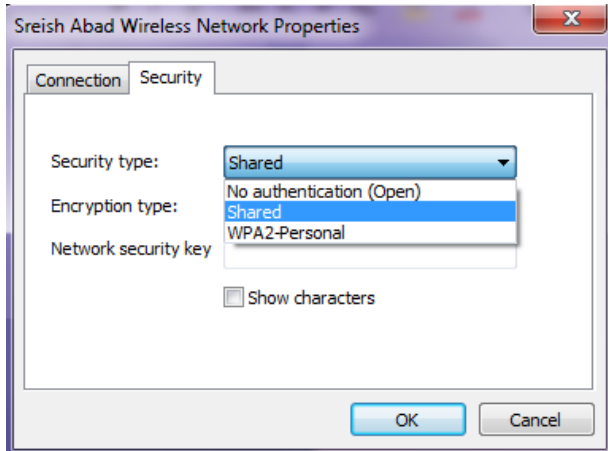 Sreish Abad Wireless Network Properties
Connection Security
Security type: Shared
No authentication (Open)
Encryption type: Shared
WPA2-Personal
Network security key
Show characters
OK Cancel